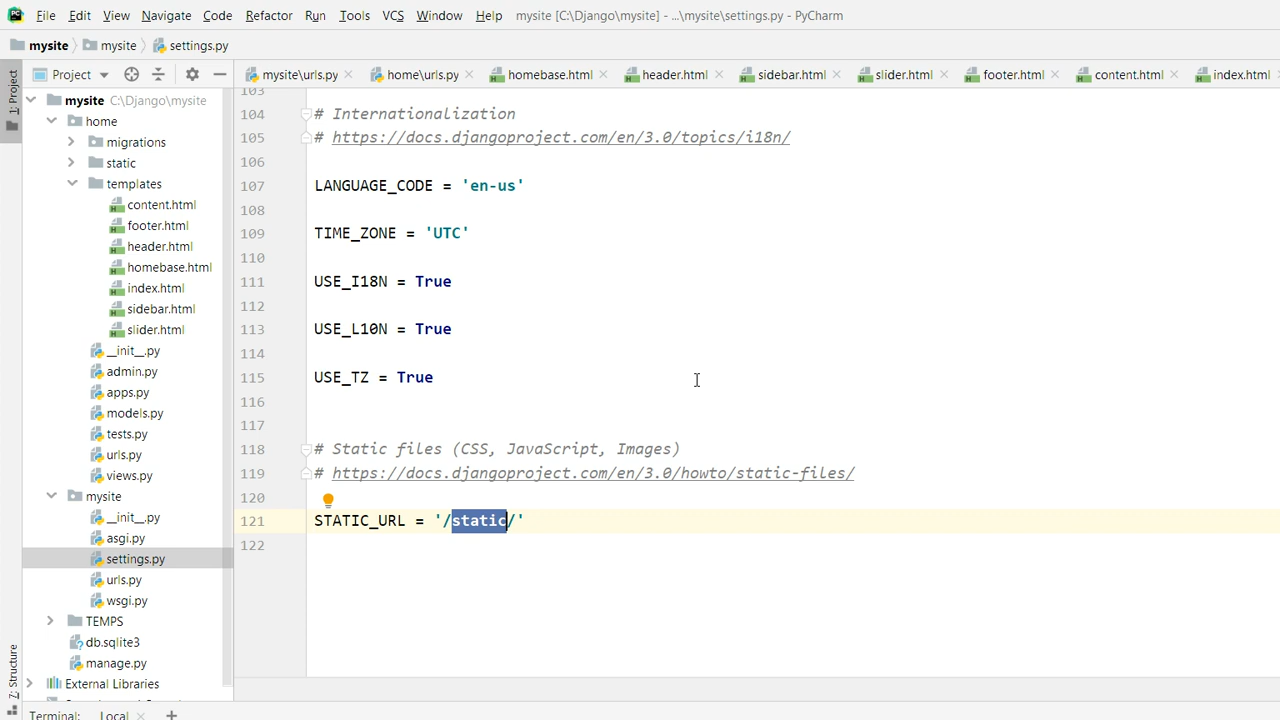 File Edit View Navigate Code Refactor Run Tools VCS Window Help mysite [C:\Django\mysite] - ...\mysite\settings.py - PyCharm
mysite mysite settings.py
Project mysite\urls.py home\urls.py homebase.html header.html sidebar.html slider.html footer.html content.html index.html
1: Project
mysite C:\Django\mysite
home
migrations
static
templates
content.html
footer.html
header.html
homebase.html
index.html
sidebar.html
slider.html
__init__.py
admin.py
apps.py
models.py
tests.py
urls.py
views.py
mysite
__init__.py
asgi.py
settings.py
urls.py
wsgi.py
TEMPS
db.sqlite3
manage.py
External Libraries
7: Structure
103
104 # Internationalization
105 # https://docs.djangoproject.com/en/3.0/topics/i18n/
106
107 LANGUAGE_CODE = 'en-us'
108
109 TIME_ZONE = 'UTC'
110
111 USE_I18N = True
112
113 USE_L10N = True
114
115 USE_TZ = True
116
117
118 # Static files (CSS, JavaScript, Images)
119 # https://docs.djangoproject.com/en/3.0/howto/static-files/
120
121 STATIC_URL = '/static/'
122
Terminal: Local +